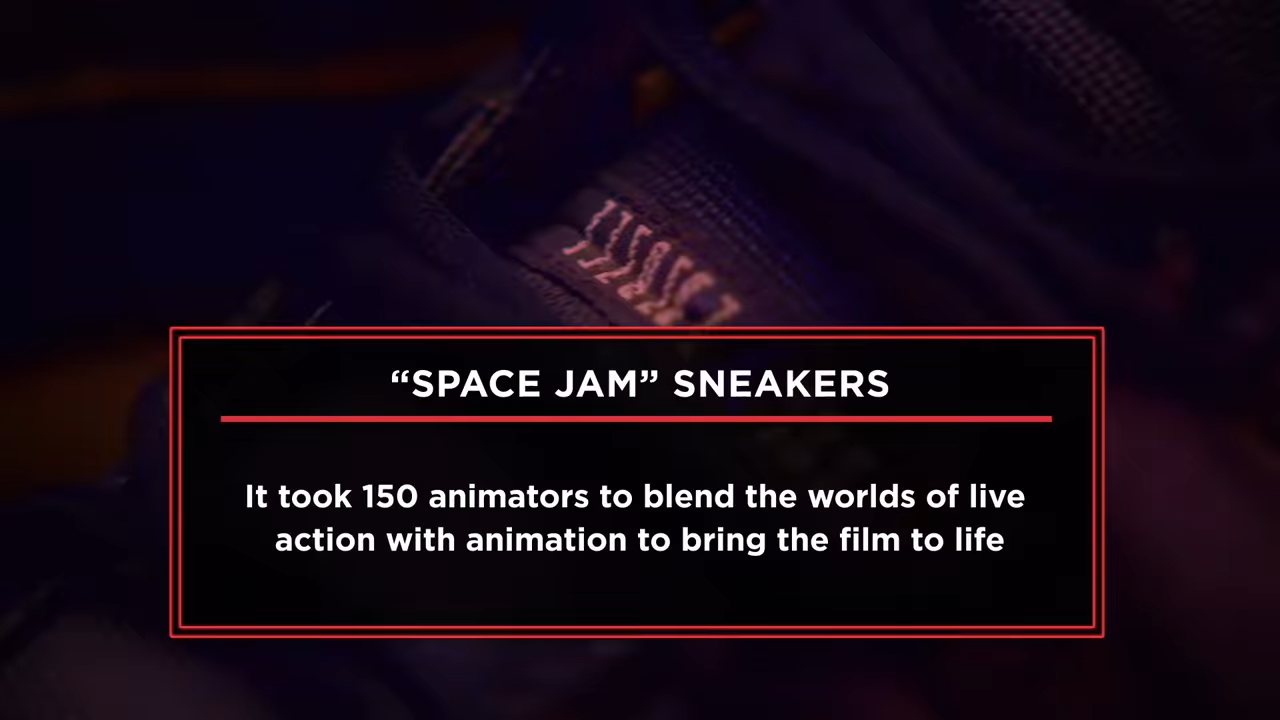 “SPACE JAM” SNEAKERS
It took 150 animators to blend the worlds of live
action with animation to bring the film to life